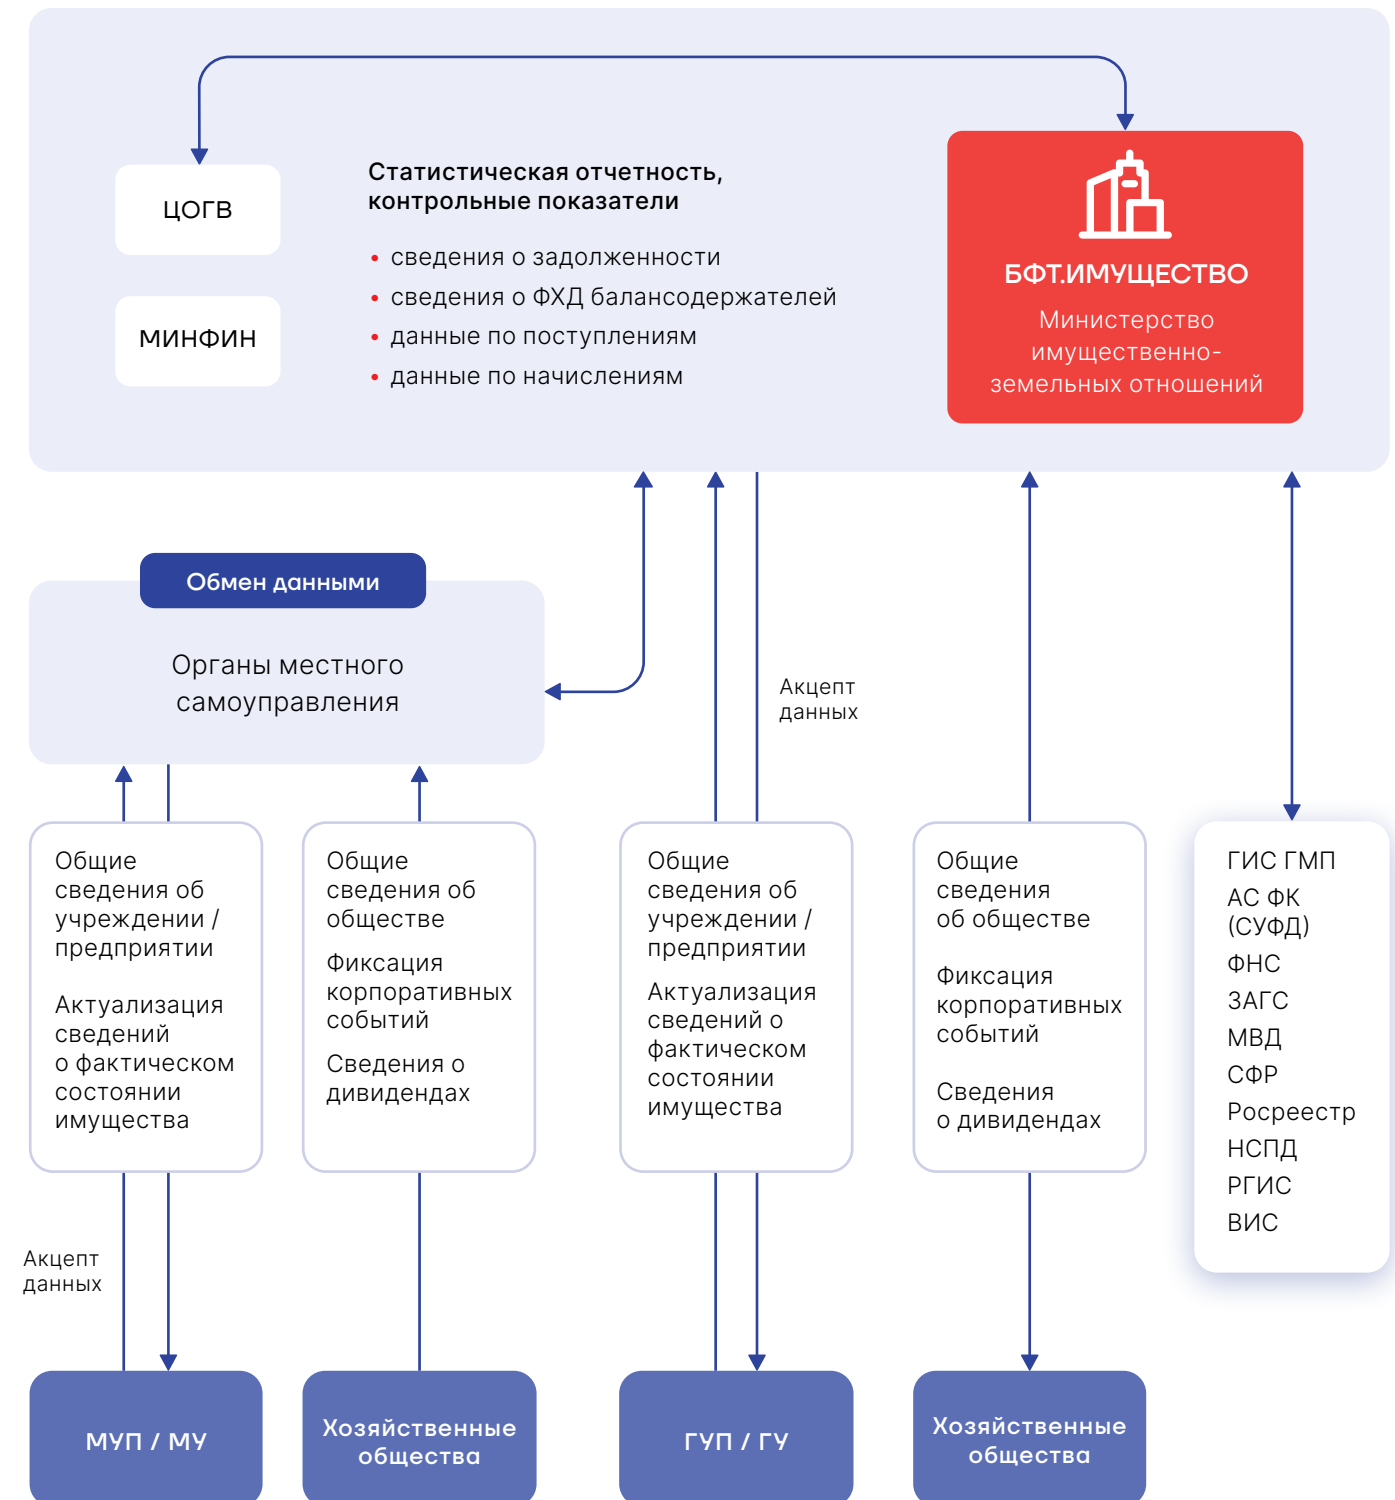 ЦОГВ
МИНФИН
Статистическая отчетность,
контрольные показатели
• сведения о задолженности
• сведения о ФХД балансодержателей
• данные по поступлениям
• данные по начислениям
БФТ.ИМУЩЕСТВО
Министерство
имущественно-
земельных отношений
Обмен данными
Органы местного
самоуправления
Акцепт
данных
Общие
сведения об
учреждении /
предприятии
Актуализация
сведений
о фактическом
состоянии
имущества
Общие
сведения об
обществе
Фиксация
корпоративных
событий
Сведения о
дивидендах
Общие
сведения об
учреждении /
предприятии
Актуализация
сведений о
фактическом
состоянии
имущества
Общие
сведения
об обществе
Фиксация
корпоративных
событий
Сведения
о дивидендах
ГИС ГМП
АС ФК
(СУФД)
ФНС
ЗАГС
МВД
СФР
Росреестр
НСПД
РГИС
ВИС
Акцепт
данных
МУП / МУ
Хозяйственные
общества
ГУП / ГУ
Хозяйственные
общества